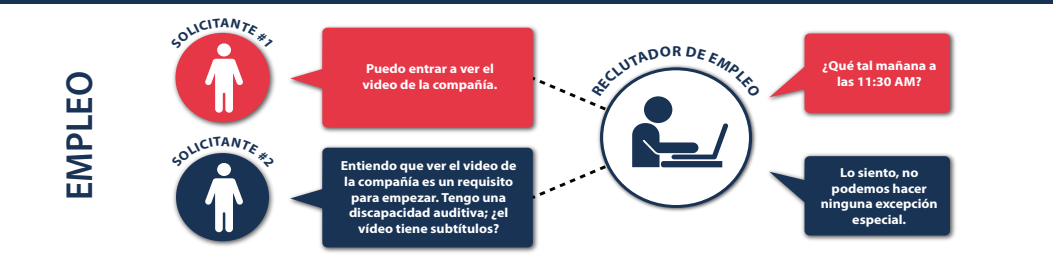 EMPLEO
SOLICITANTE #1
Puedo entrar a ver el
video de la compañía.
RECLUTADOR DE EMPLEO
¿Qué tal mañana a
las 11:30 AM?
SOLICITANTE #2
Entiendo que ver el video de
la compañía es un requisito
para empezar. Tengo una
discapacidad auditiva; ¿el
vídeo tiene subtítulos?
Lo siento, no
podemos hacer
ninguna excepción
especial.